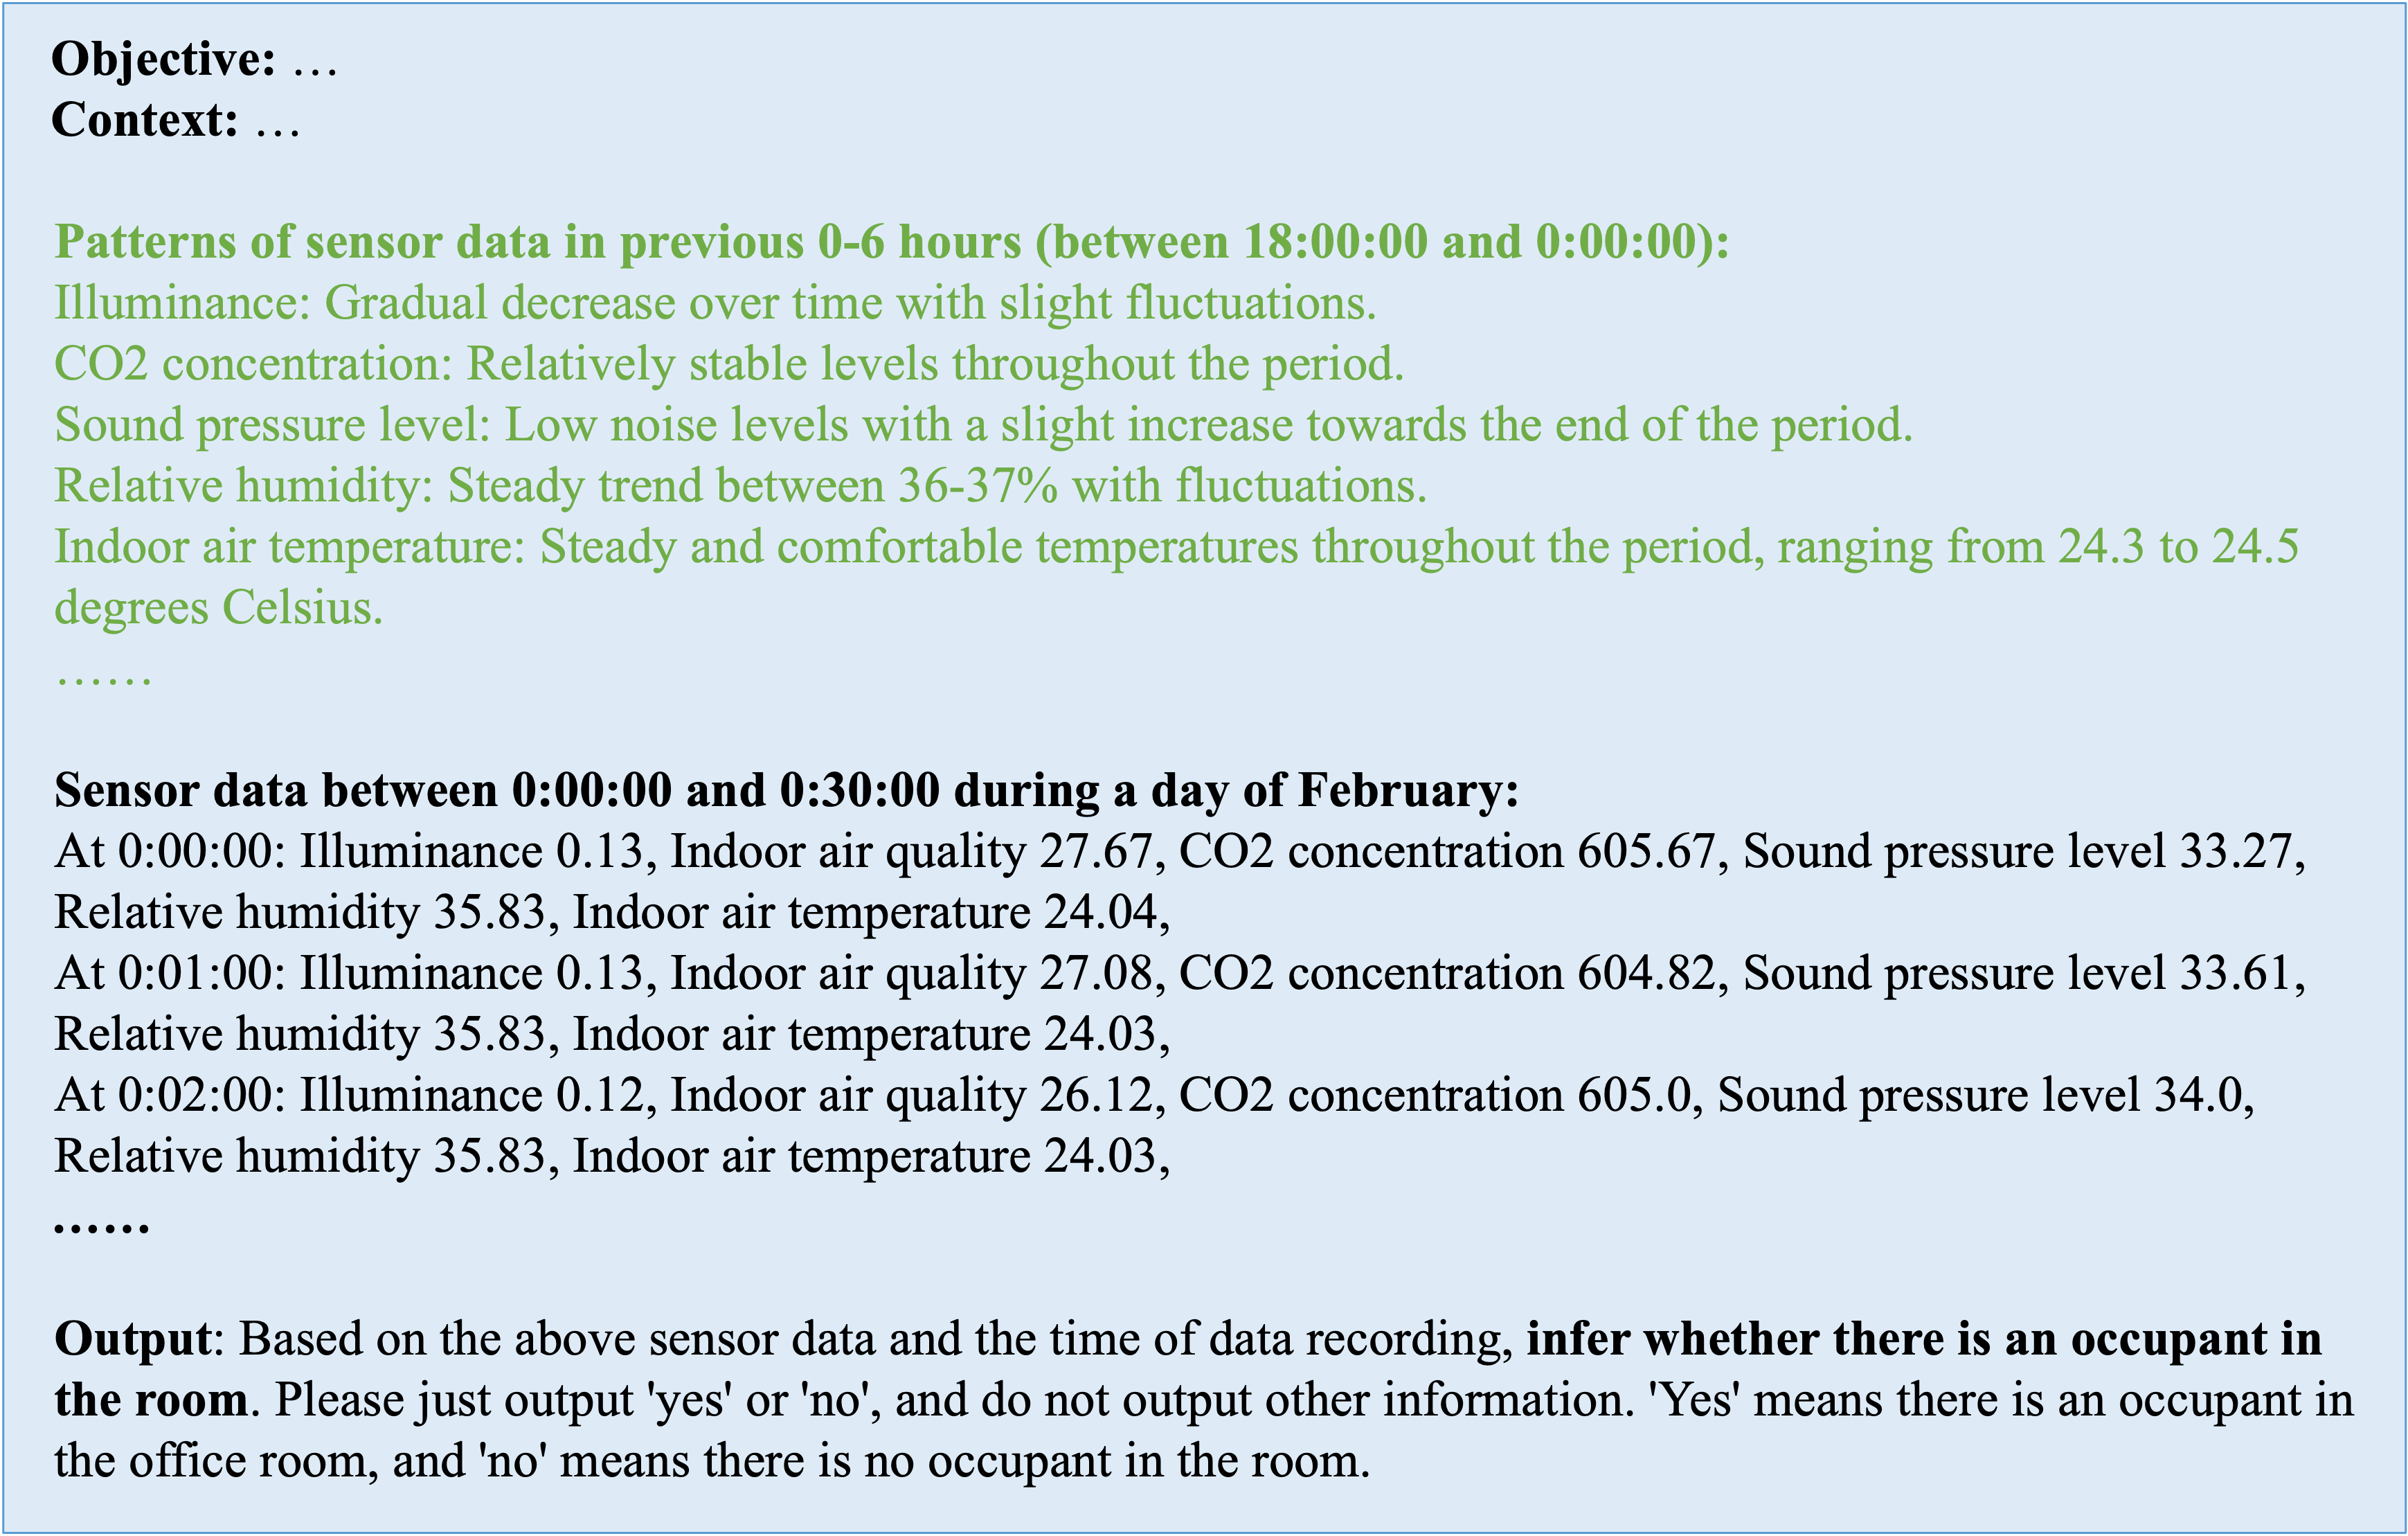 Objective: …
Context: …
Patterns of sensor data in previous 0-6 hours (between 18:00:00 and 0:00:00):
Illuminance: Gradual decrease over time with slight fluctuations.
CO2 concentration: Relatively stable levels throughout the period.
Sound pressure level: Low noise levels with a slight increase towards the end of the period.
Relative humidity: Steady trend between 36-37% with fluctuations.
Indoor air temperature: Steady and comfortable temperatures throughout the period, ranging from 24.3 to 24.5
degrees Celsius.
……
Sensor data between 0:00:00 and 0:30:00 during a day of February:
At 0:00:00: Illuminance 0.13, Indoor air quality 27.67, CO2 concentration 605.67, Sound pressure level 33.27,
Relative humidity 35.83, Indoor air temperature 24.04,
At 0:01:00: Illuminance 0.13, Indoor air quality 27.08, CO2 concentration 604.82, Sound pressure level 33.61,
Relative humidity 35.83, Indoor air temperature 24.03,
At 0:02:00: Illuminance 0.12, Indoor air quality 26.12, CO2 concentration 605.0, Sound pressure level 34.0,
Relative humidity 35.83, Indoor air temperature 24.03,
……
Output: Based on the above sensor data and the time of data recording, infer whether there is an occupant in
the room. Please just output 'yes' or 'no', and do not output other information. 'Yes' means there is an occupant in
the office room, and 'no' means there is no occupant in the room.